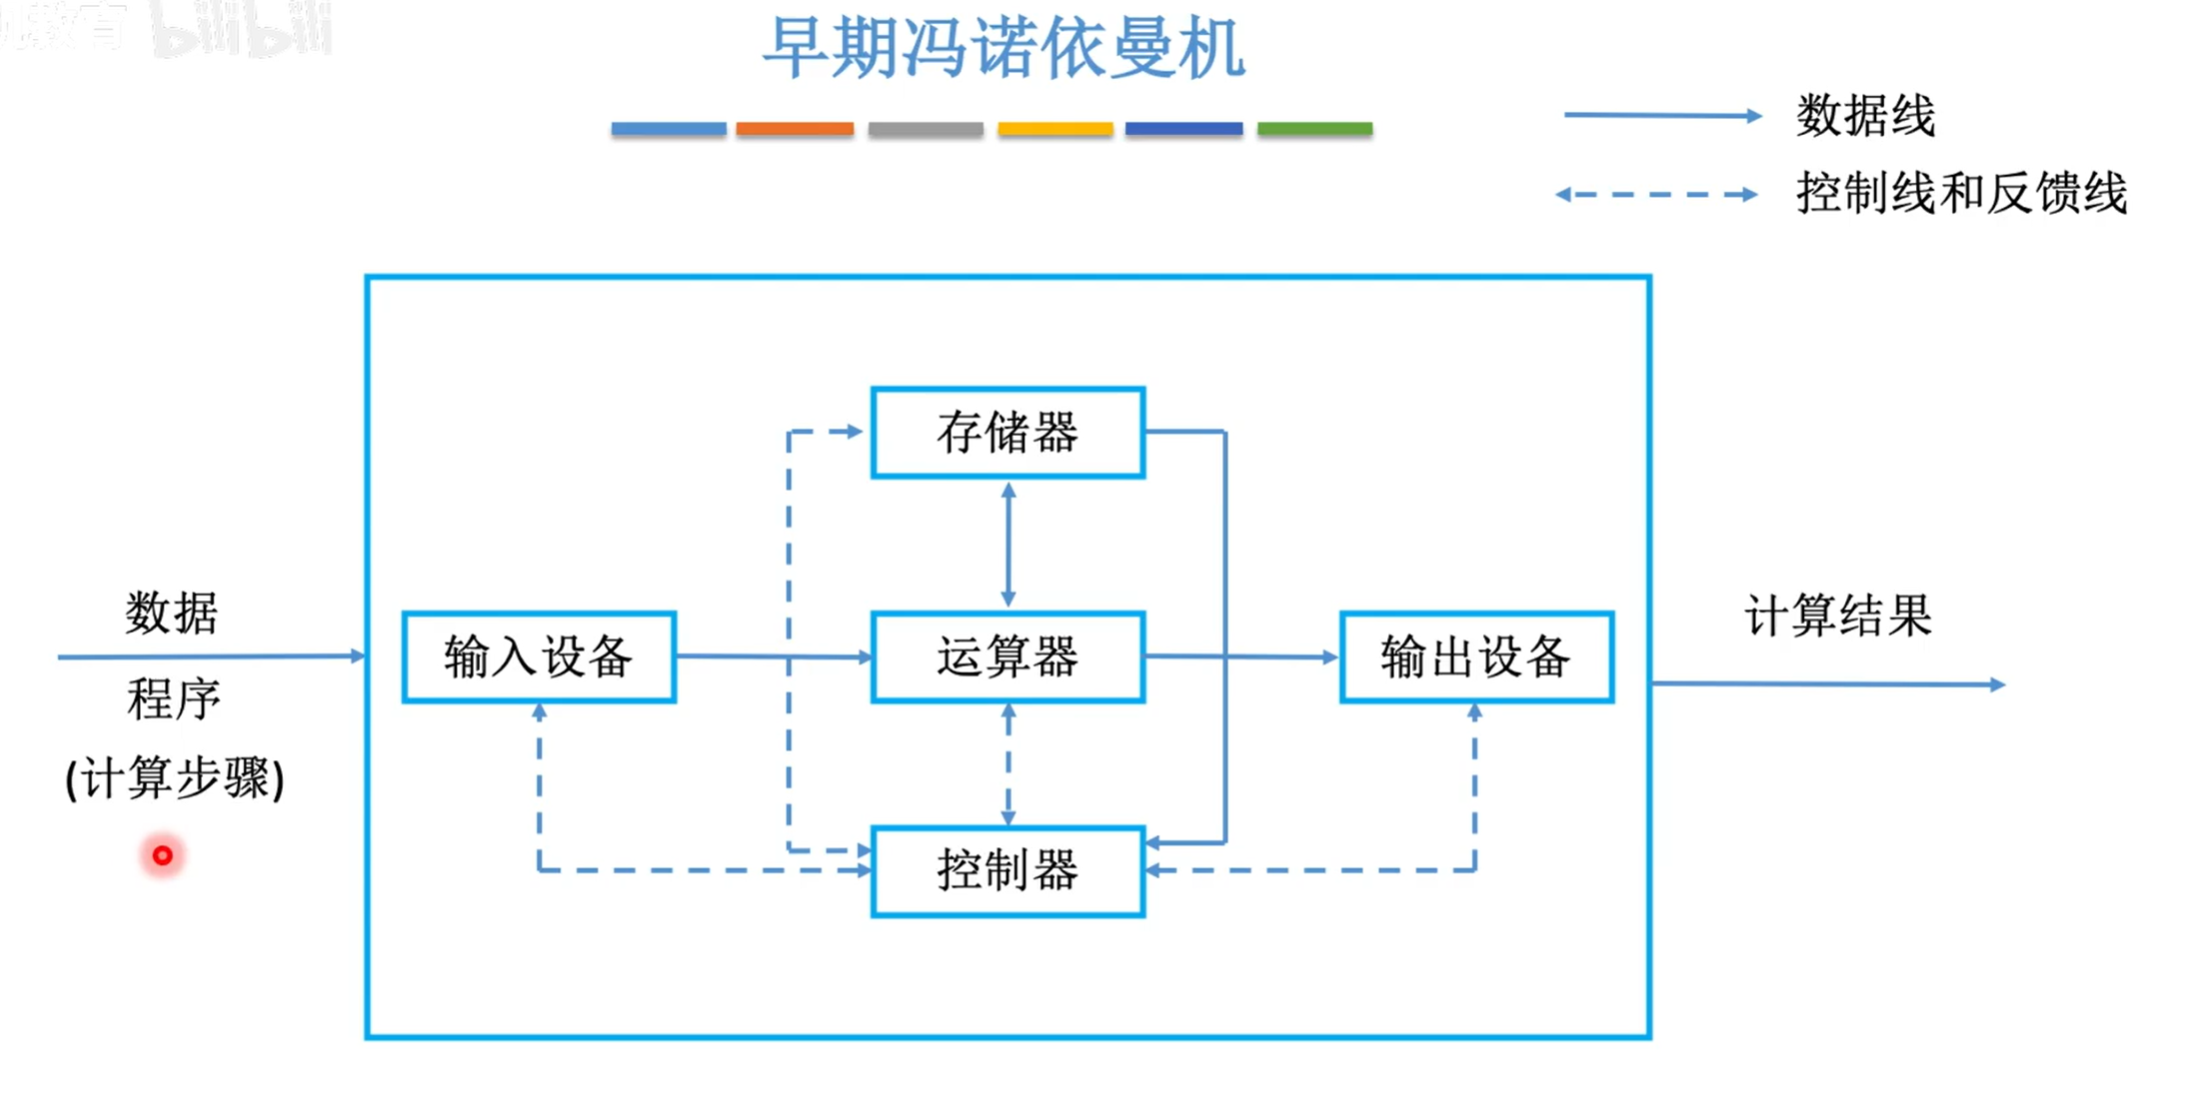 教育 bilibili
早期冯诺依曼机
数据线
控制线和反馈线
存储器
数据
程序
(计算步骤)
输入设备
运算器
输出设备
计算结果
控制器